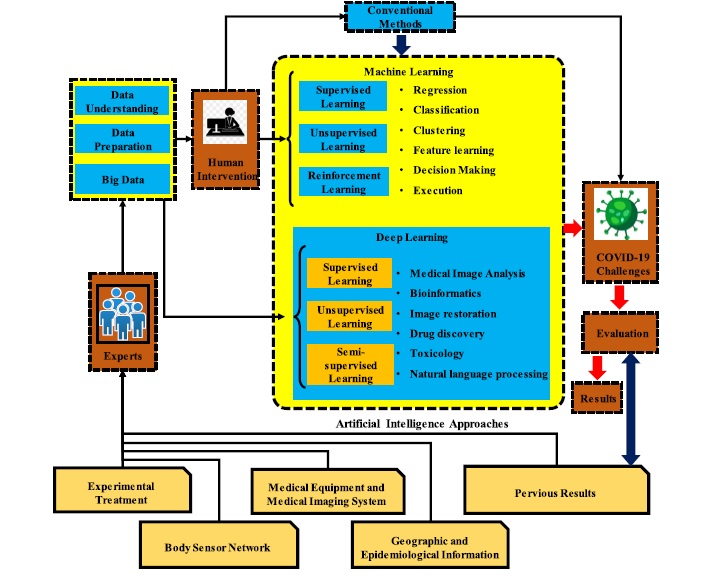 Conventional
Methods
Data
Understanding
Data
Preparation
Big Data
Human
Intervention
Machine Learning
Supervised
Learning
Unsupervised
Learning
Reinforcement
Learning
• Regression
• Classification
• Clustering
• Feature learning
• Decision Making
• Execution
Deep Learning
Supervised
Learning
Unsupervised
Learning
Semi-
supervised
Learning
• Medical Image Analysis
• Bioinformatics
• Image restoration
• Drug discovery
• Toxicology
• Natural language processing
COVID-19
Challenges
Evaluation
Results
Experts
Artificial Intelligence Approaches
Experimental
Treatment
Medical Equipment and
Medical Imaging System
Pervious Results
Body Sensor Network
Geographic and
Epidemiological Information